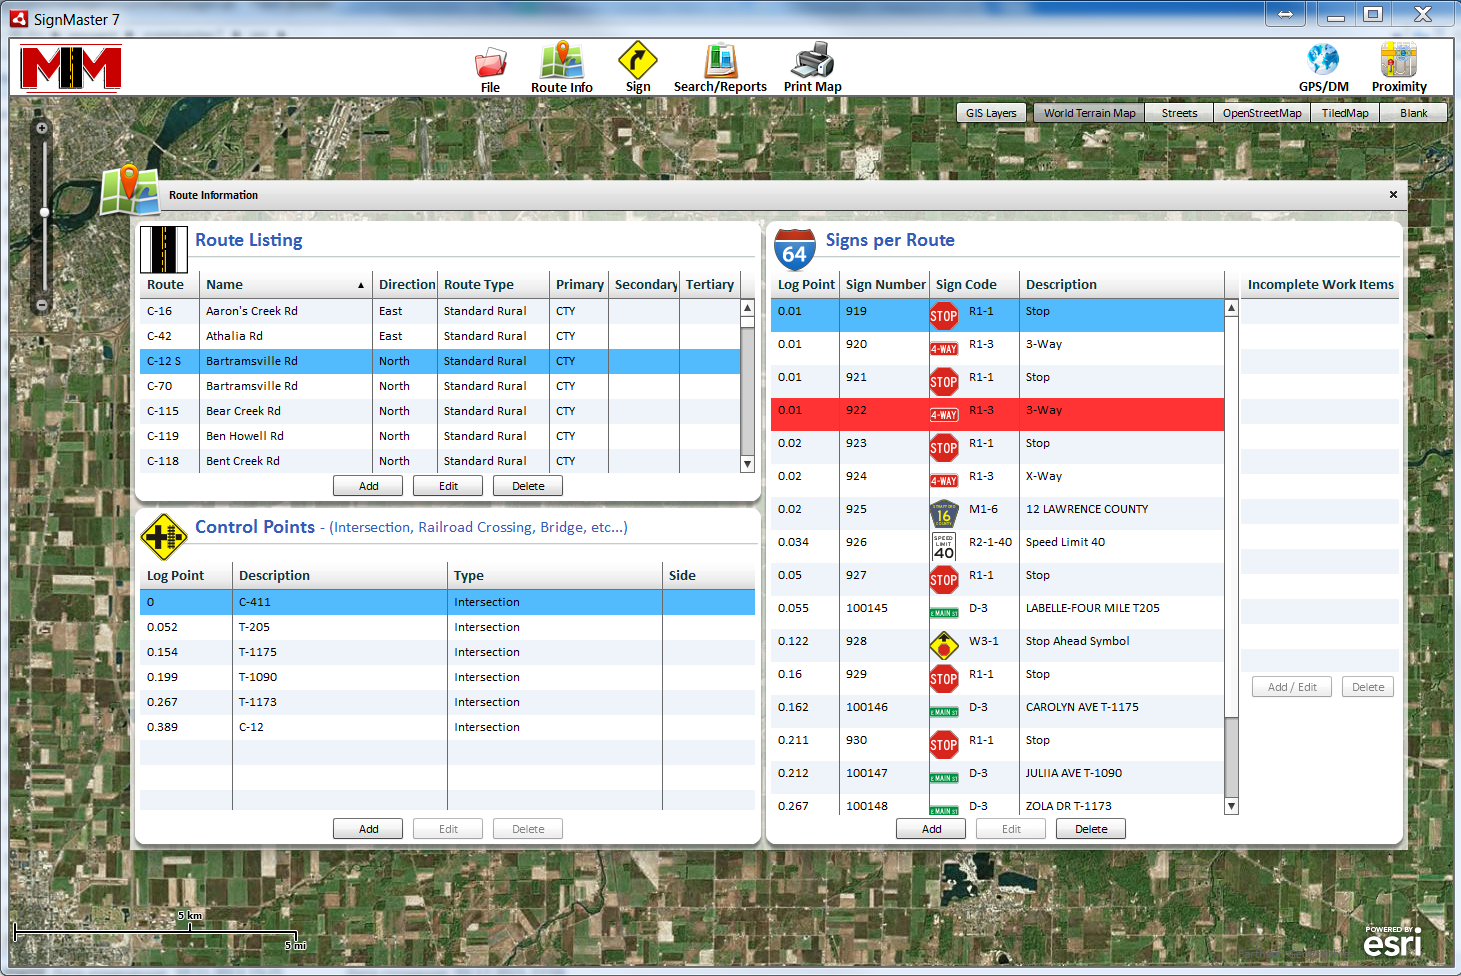 SignMaster 7
MM
File
Route Info
Sign
Search/Reports
Print Map
GPS/DM
Proximity
GIS Layers
World Terrain Map
Streets
OpenStreetMap
TiledMap
Blank
Route Information
Route Listing
Route Name Direction Route Type Primary Secondary Tertiary
C-16 Aaron's Creek Rd East Standard Rural CTY
C-42 Athalia Rd East Standard Rural CTY
C-12 S Bartramsville Rd North Standard Rural CTY
C-70 Bartramsville Rd North Standard Rural CTY
C-115 Bear Creek Rd North Standard Rural CTY
C-119 Ben Howell Rd North Standard Rural CTY
C-118 Bent Creek Rd North Standard Rural CTY
Add Edit Delete
Control Points - (Intersection, Railroad Crossing, Bridge, etc...)
Log Point Description Type Side
0 C-411 Intersection
0.052 T-205 Intersection
0.154 T-1175 Intersection
0.199 T-1090 Intersection
0.267 T-1173 Intersection
0.389 C-12 Intersection
Add Edit Delete
64
Signs per Route
Log Point Sign Number Sign Code Description Incomplete Work Items
0.01 919 STOP R1-1 Stop
0.01 920 4-WAY R1-3 3-Way
0.01 921 STOP R1-1 Stop
0.01 922 4-WAY R1-3 3-Way
0.02 923 STOP R1-1 Stop
0.02 924 4-WAY R1-3 X-Way
0.02 925 16 COUNTY M1-6 12 LAWRENCE COUNTY
0.034 926 SPEED LIMIT 40 R2-1-40 Speed Limit 40
0.05 927 STOP R1-1 Stop
0.055 100145 E MAIN ST D-3 LABELLE-FOUR MILE T205
0.122 928 W3-1 Stop Ahead Symbol
0.16 929 STOP R1-1 Stop
0.162 100146 E MAIN ST D-3 CAROLYN AVE T-1175
0.211 930 STOP R1-1 Stop
0.212 100147 E MAIN ST D-3 JULIIA AVE T-1090
0.267 100148 E MAIN ST D-3 ZOLA DR T-1173
Add Edit Delete
Add / Edit Delete
5 km
5 mi
POWERED BY
esri